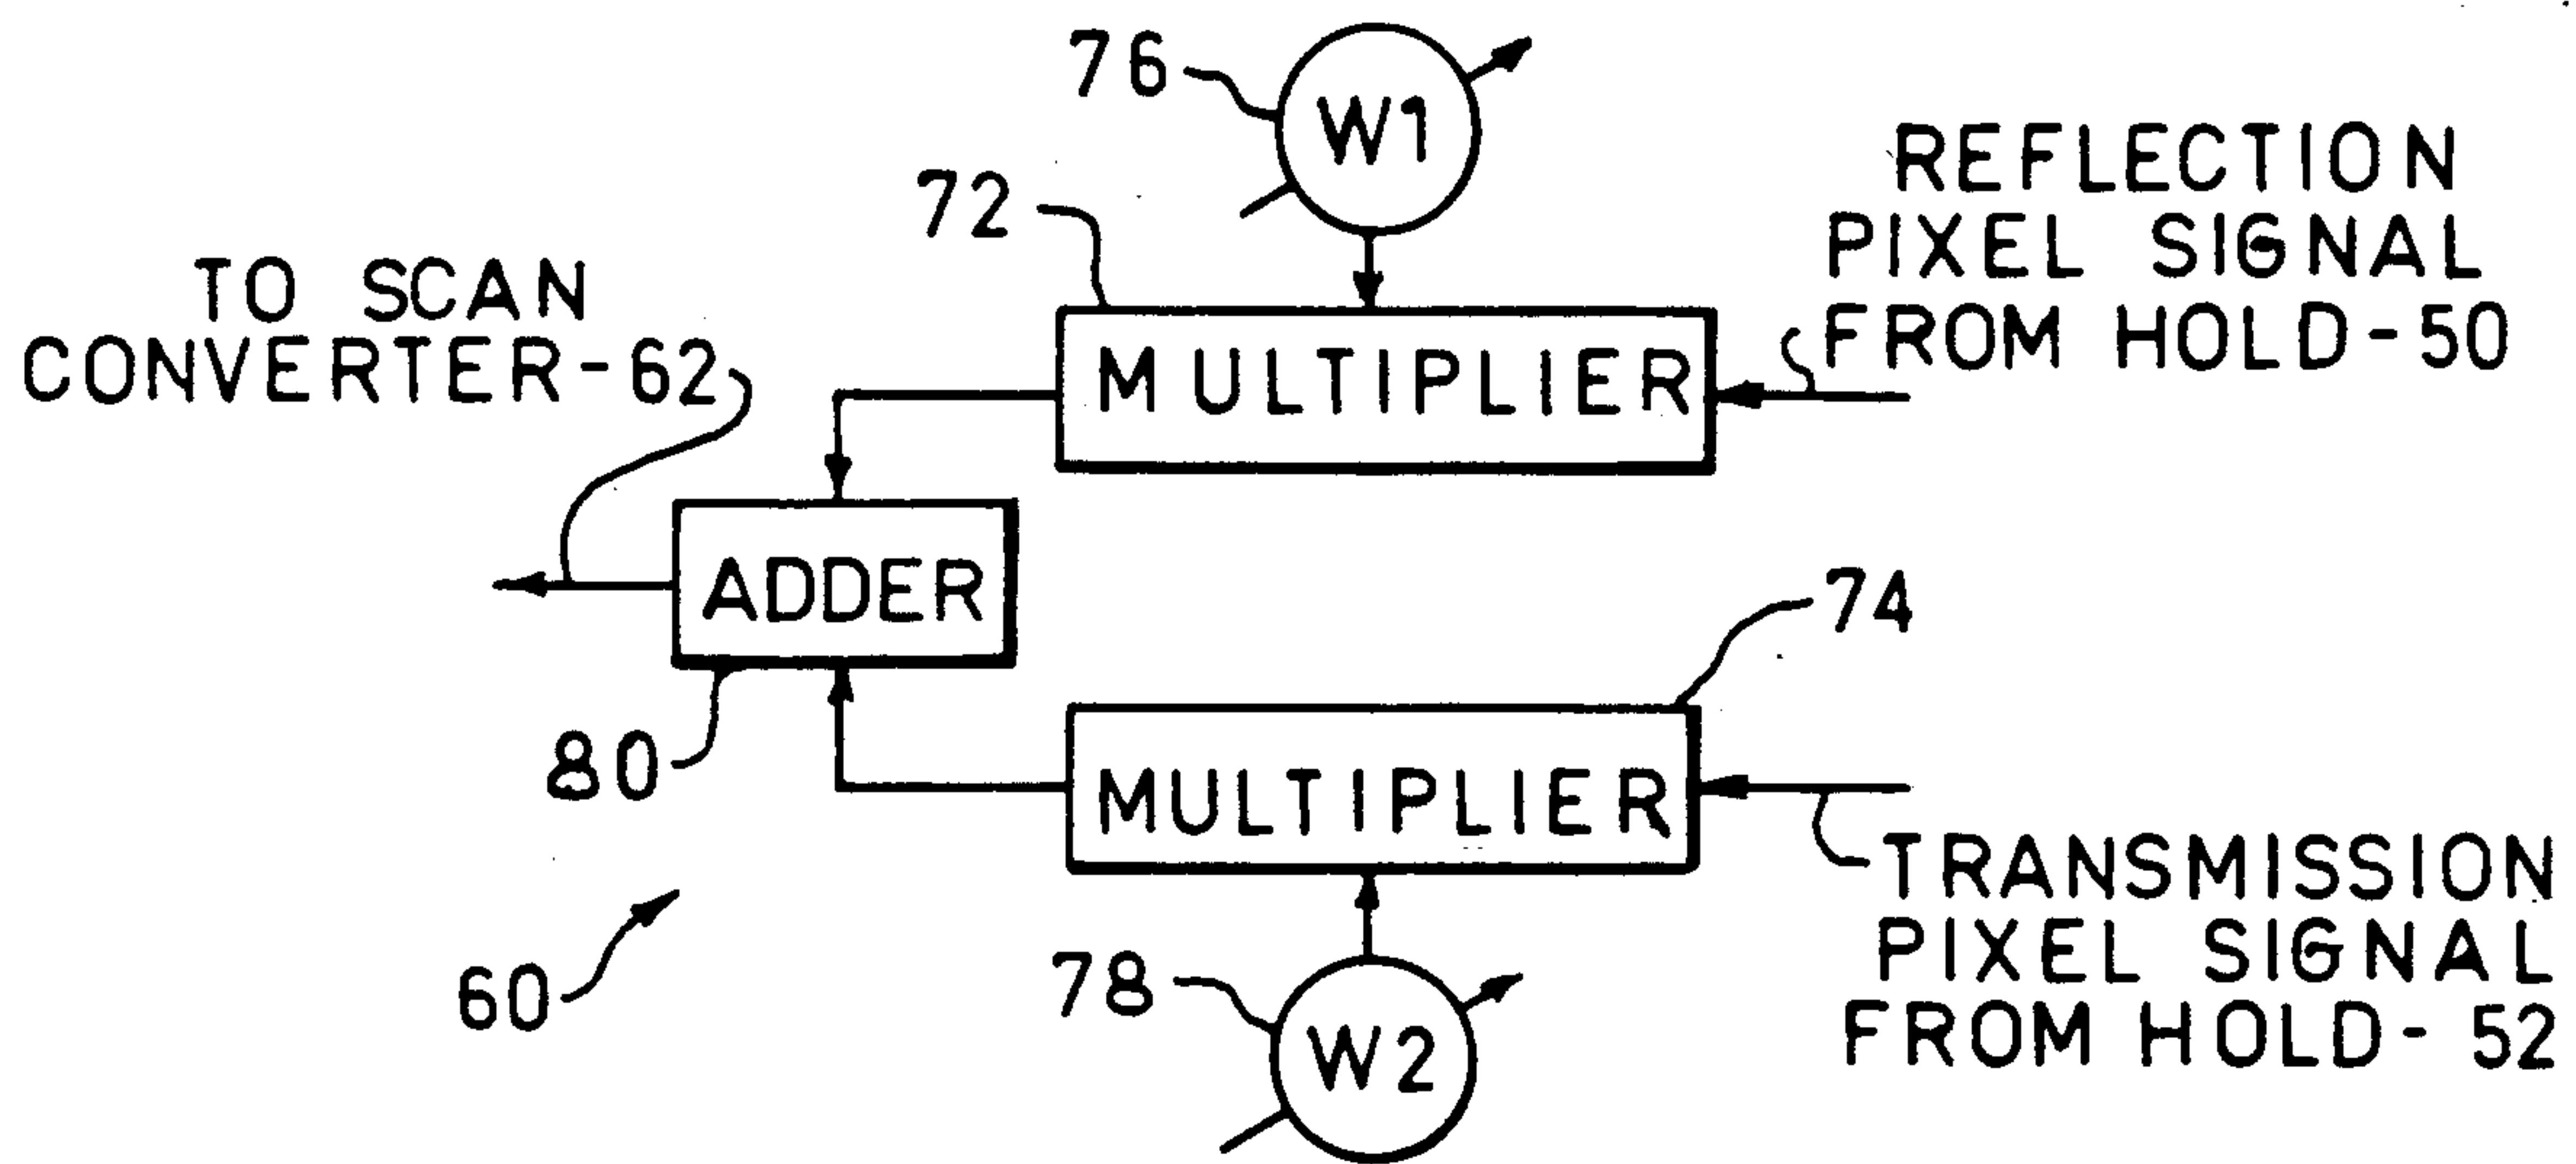 76
W1
REFLECTION
PIXEL SIGNAL
FROM HOLD-50
72
TO SCAN
CONVERTER-62
MULTIPLIER
ADDER
74
80
MULTIPLIER
TRANSMISSION
PIXEL SIGNAL
FROM HOLD-52
60
78
W2